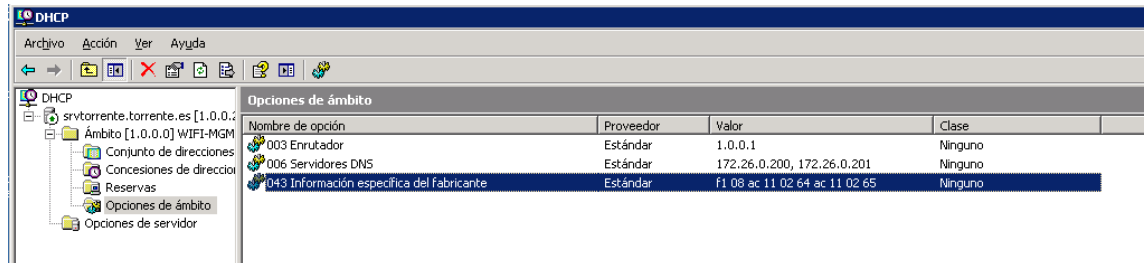 DHCP
Archivo Acción Ver Ayuda
DHCP
srvtorrente.torrente.es [1.0.0.2
Ámbito [1.0.0.0] WIFI-MGM
Conjunto de direcciones
Concesiones de direccio
Reservas
Opciones de ámbito
Opciones de servidor
Opciones de ámbito
Nombre de opción Proveedor Valor Clase
003 Enrutador Estándar 1.0.0.1 Ninguno
006 Servidores DNS Estándar 172.26.0.200, 172.26.0.201 Ninguno
043 Información específica del fabricante Estándar f1 08 ac 11 02 64 ac 11 02 65 Ninguno